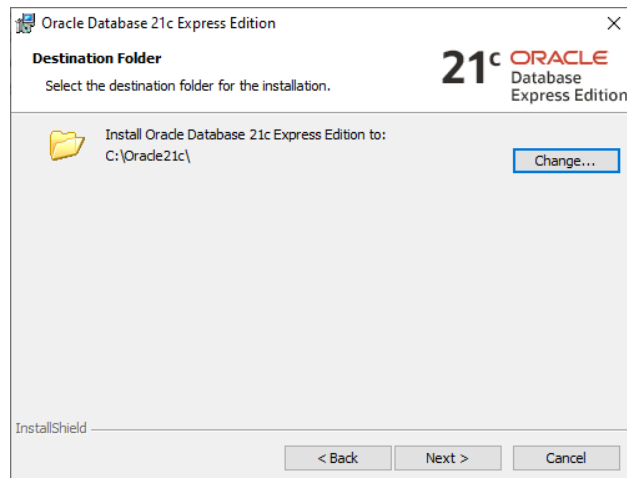 Oracle Database 21c Express Edition
Destination Folder
Select the destination folder for the installation.
21c ORACLE
Database
Express Edition
Install Oracle Database 21c Express Edition to:
C:\Oracle21c\
Change...
InstallShield
< Back
Next >
Cancel